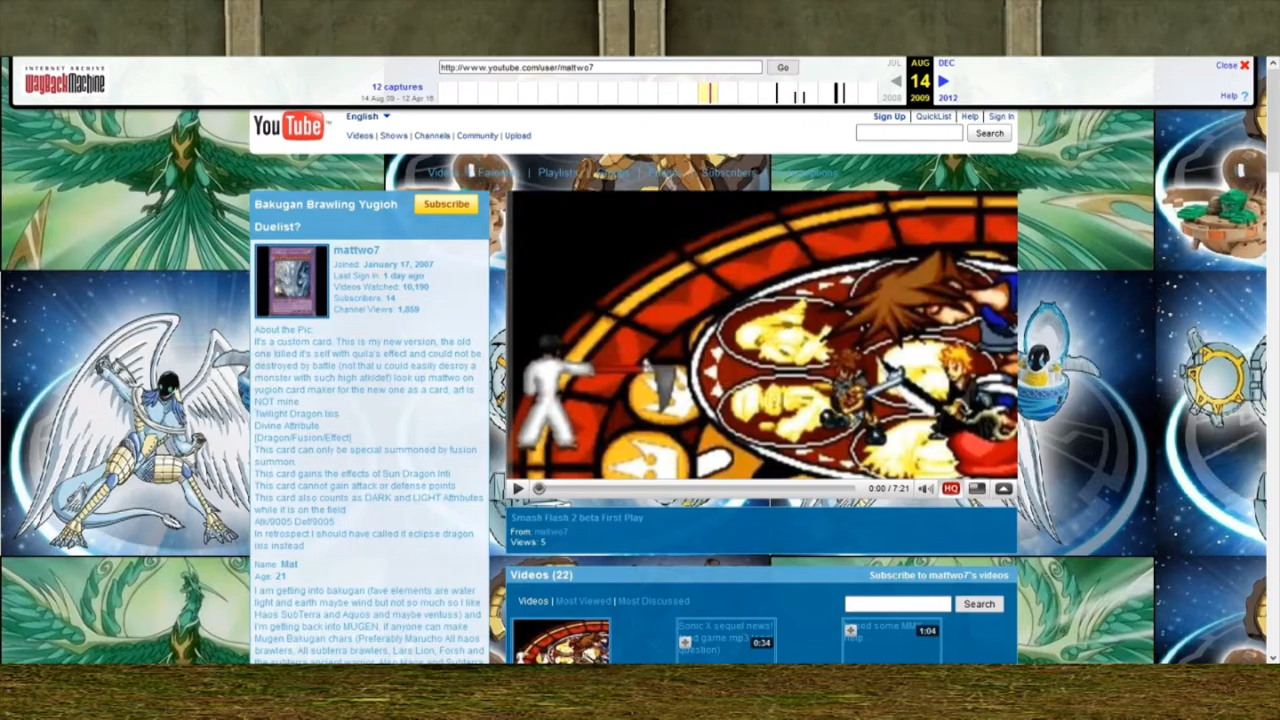 INTERNET ARCHIVE
WayBackMachine
http://www.youtube.com/user/mattwo7
Go
12 captures
14 Aug 09 - 12 Apr 16
JUL AUG DEC
14
2008 2009 2012
Close
Help ?
YouTube
English
Sign Up | QuickList | Help | Sign In
Videos | Shows | Channels | Community | Upload
Search
Playlists | Subscribers
Bakugan Brawling Yugioh
Duelist?
Subscribe
mattwo7
Joined: January 17, 2007
Last Sign In: 1 day ago
Videos Watched: 10,190
Subscribers: 14
Channel Views: 1,859
About the Pic:
It's a custom card. This is my new version, the old
one killed it's self with quila's effect and could not be
destroyed by battle (not that u could easily desroy a
monster with such high atk/def) look up mattwo on
yugioh card maker for the new one as a card, art is
NOT mine
Twilight Dragon Ixis
Divine Attribute
[Dragon/Fusion/Effect]
This card can only be special summoned by fusion
summon.
This card gains the effects of Sun Dragon Inti
This card cannot gain attack or defense points
This card also counts as DARK and LIGHT Attributes
while it is on the field
Atk/9005 Def/9005
In retrospect I should have called it eclipse dragon
ixis instead
Name: Mat
Age: 21
I am getting into bakugan (fave elements are water
light and earth maybe wind but not so much so I like
Haos SubTerra and Aquos and maybe ventuss) and
I'm getting back into MUGEN, if anyone can make
Mugen Bakugan chars (Preferably Marucho All haos
brawlers, All subterra brawlers, Lars Lion, Forsh and
0:00 / 7:21
HQ
Smash Flash 2 beta First Play
From: mattwo7
Views: 5
Videos (22)
Subscribe to mattwo7's videos
Videos | Most Viewed | Most Discussed
Search
Sonic X sequel news!
game mp3
question)
0:34
some
help
1:04